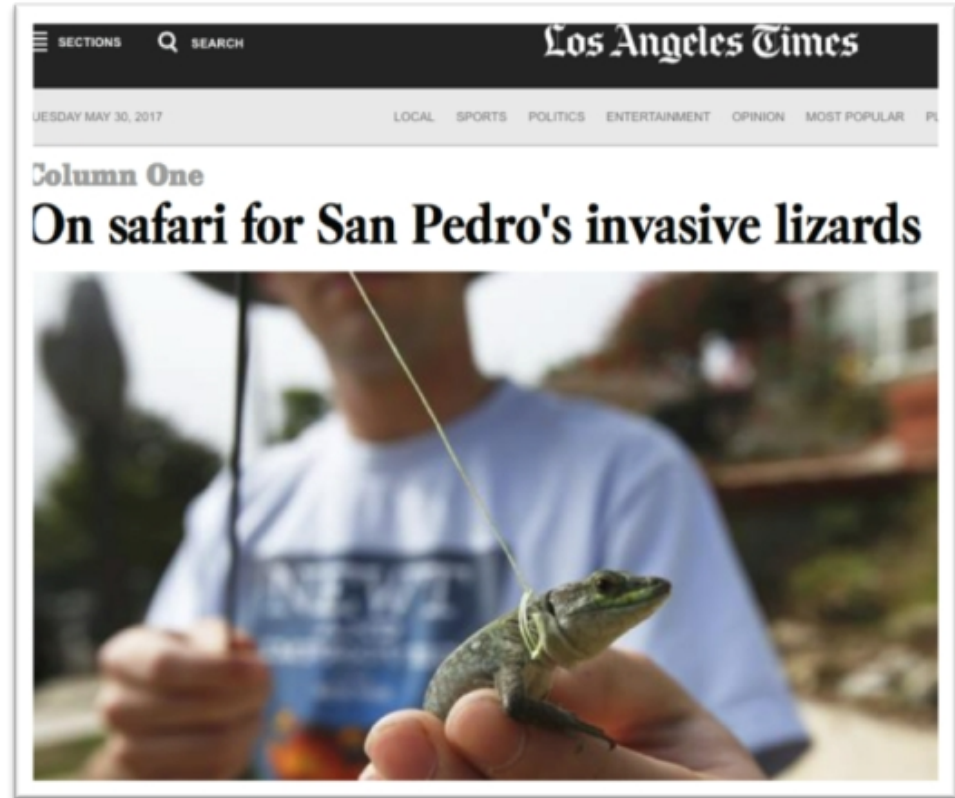 SECTIONS SEARCH Los Angeles Times
UESDAY MAY 30, 2017 LOCAL SPORTS POLITICS ENTERTAINMENT OPINION MOST POPULAR PL
Column One
On safari for San Pedro's invasive lizards
NEWT